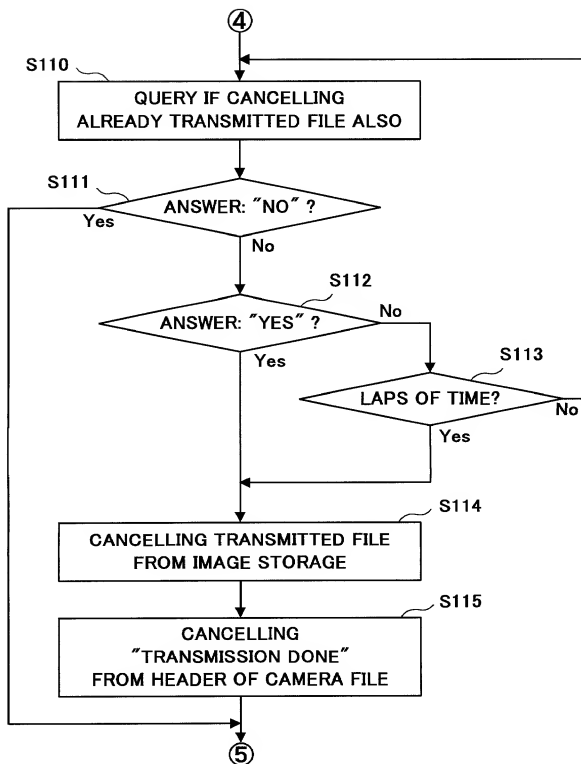 ④
S110
QUERY IF CANCELLING
ALREADY TRANSMITTED FILE ALSO
S111
ANSWER: "NO" ?
Yes
No
S112
ANSWER: "YES" ?
No
Yes
S113
LAPS OF TIME?
No
Yes
S114
CANCELLING TRANSMITTED FILE
FROM IMAGE STORAGE
S115
CANCELLING
"TRANSMISSION DONE"
FROM HEADER OF CAMERA FILE
⑤